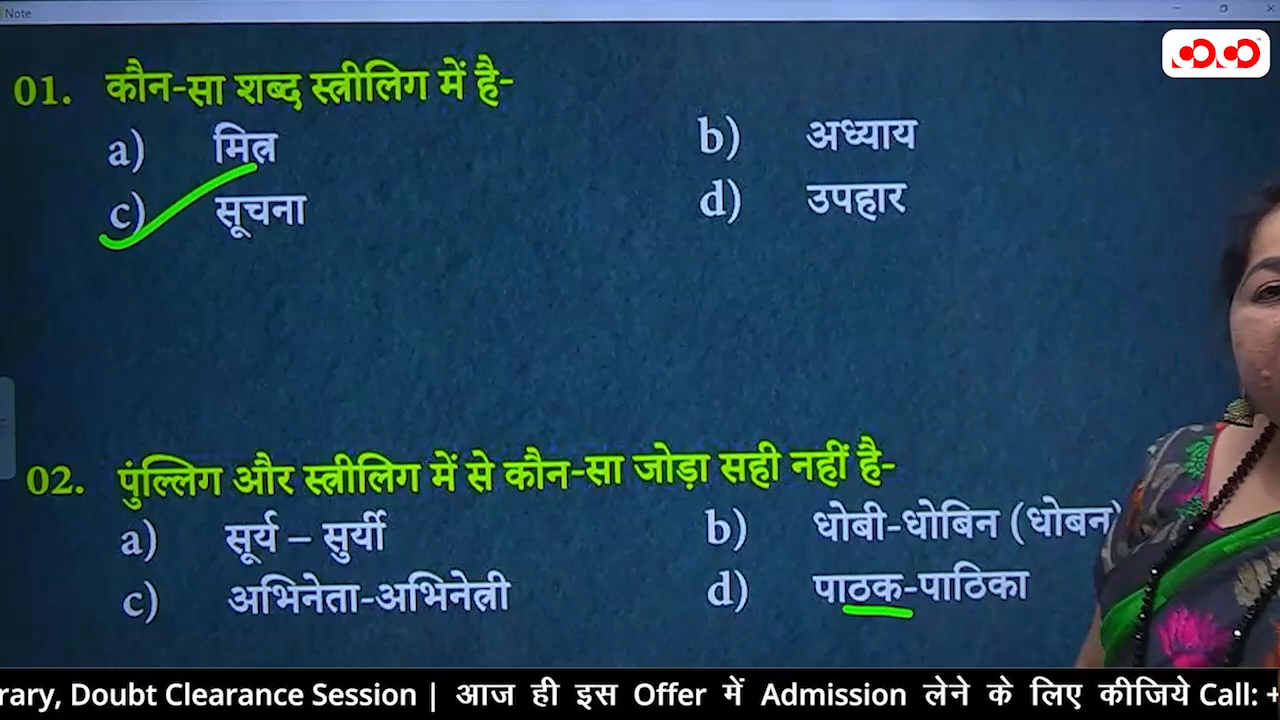 Note
01. कौन-सा शब्द स्त्रीलिग में है-
a) मित्र
b) अध्याय
c) सूचना
d) उपहार
02. पुंल्लिग और स्त्रीलिग में से कौन-सा जोड़ा सही नहीं है-
a) सूर्य – सुर्यी
b) धोबी-धोबिन (धोबन)
c) अभिनेता-अभिनेत्री
d) पाठक-पाठिका
rary, Doubt Clearance Session | आज ही इस Offer में Admission लेने के लिए कीजिये Call: +